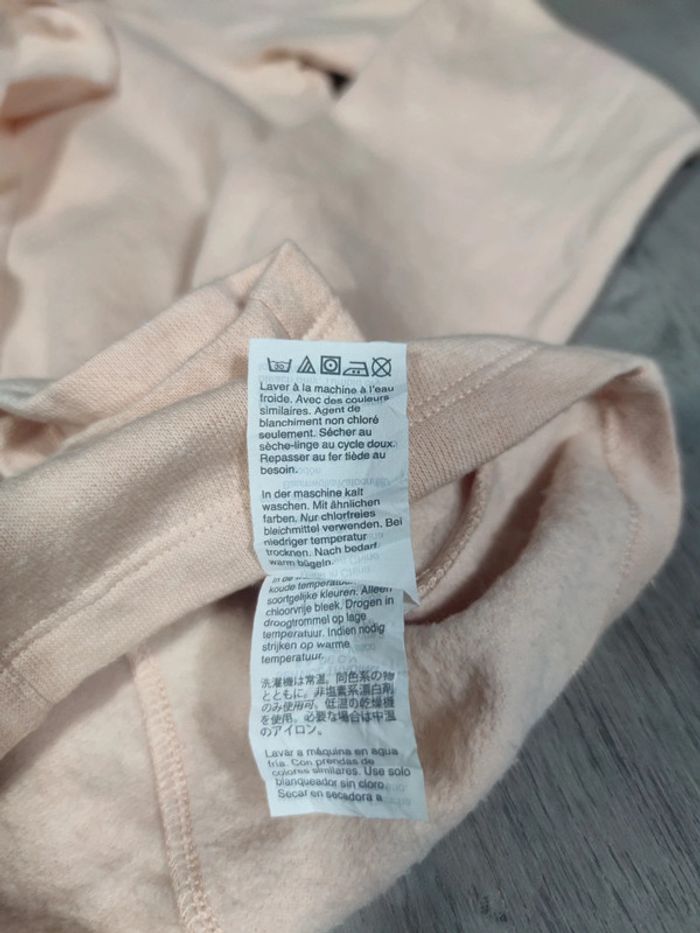 30
Laver à la machine à l'eau
froide. Avec des couleurs
similaires. Agent de
blanchiment non chloré
seulement. Sécher au
sèche-linge au cycle doux.
Repasser au fer tiède au
besoin.
In der maschine kalt
waschen. Mit ähnlichen
farben. Nur chlorfreies
bleichmittel verwenden. Bei
niedriger temperatur
trocknen. Nach bedarf
warm bügeln.
koude temperatuur.
soortgelijke kleuren. Alleen
chloorvrije bleek. Drogen in
droogtrommel op lage
temperatuur. Indien nodig
strijken op warme
temperatuur.
洗濯機は常温、同色系の物
とともに。非塩素系漂白剤
のみ使用可。低温の乾燥機
を使用。必要な場合は中温
のアイロン。
Lavar a máquina en agua
fría. Con prendas de
colores similares. Use solo
blanqueador sin cloro.
Secar en secadora a